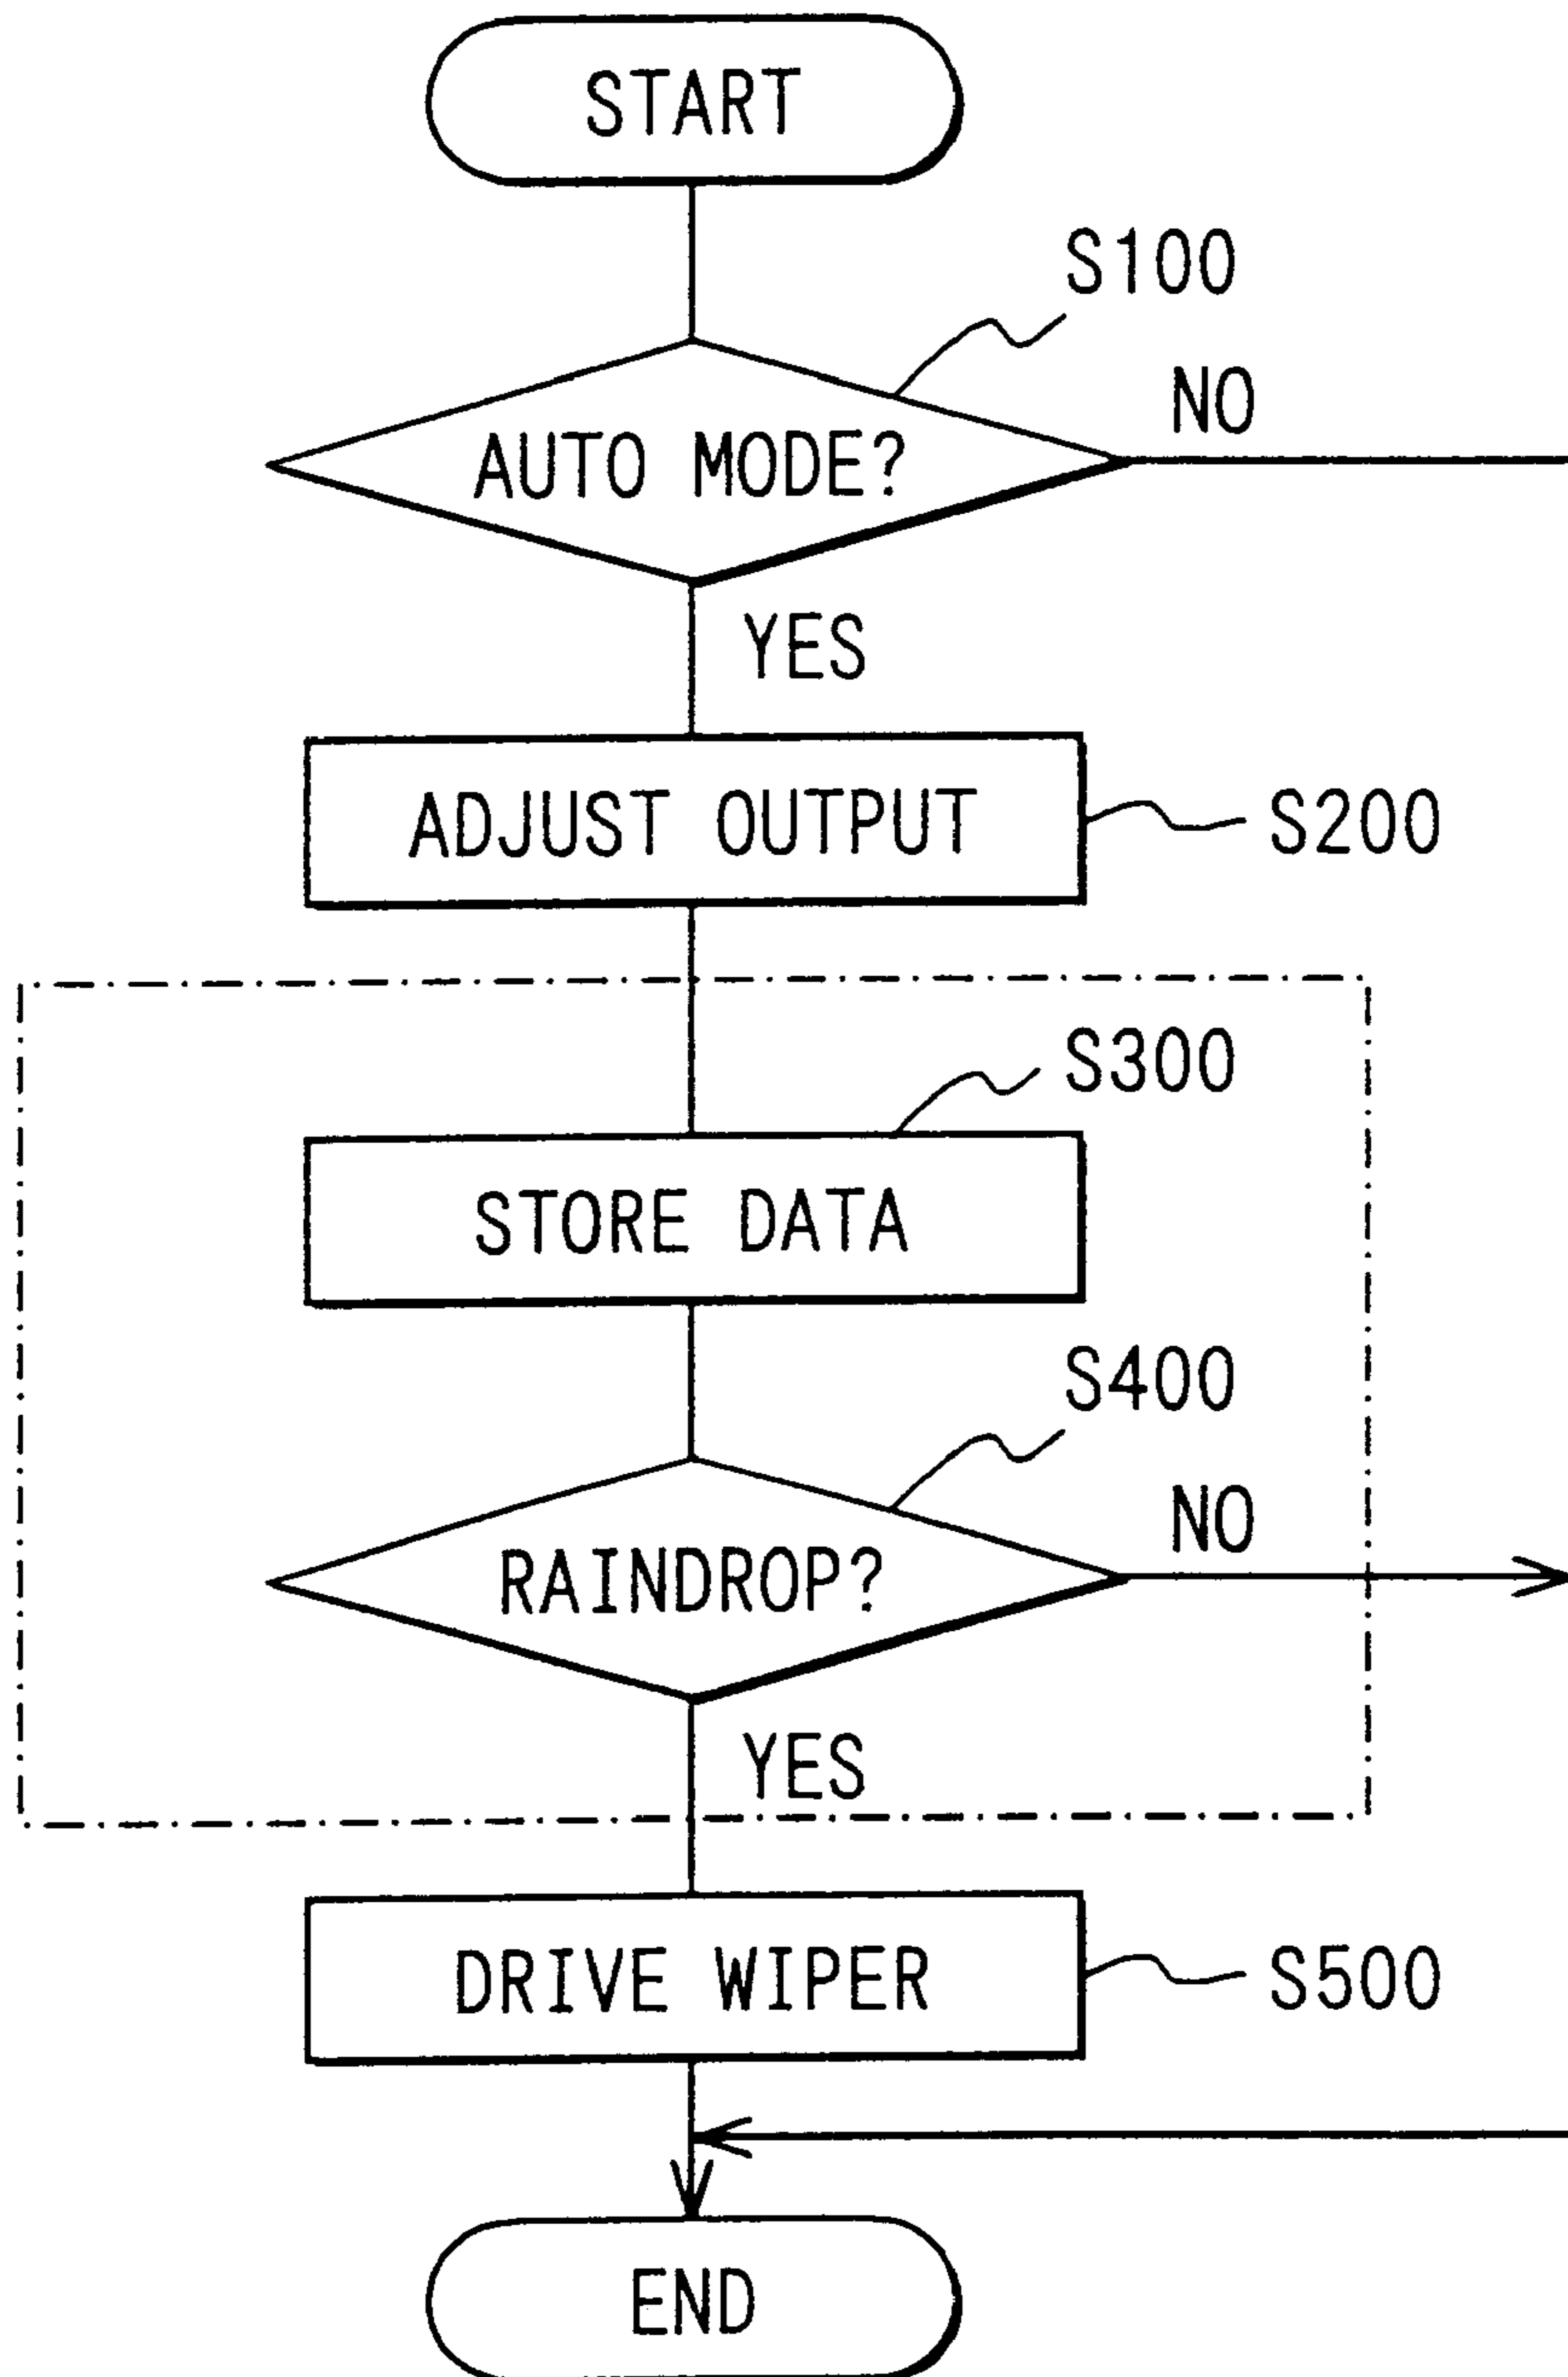 START
S100
NO
AUTO MODE?
YES
ADJUST OUTPUT
S200
S300
STORE DATA
S400
NO
RAINDROP?
YES
DRIVE WIPER
S500
END